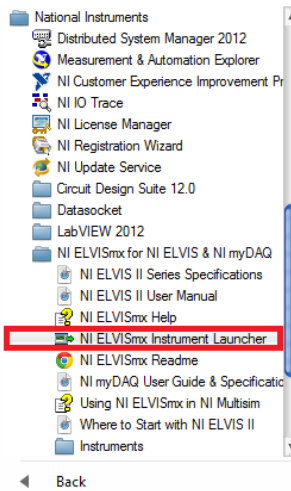 National Instruments
Distributed System Manager 2012
Measurement & Automation Explorer
NI Customer Experience Improvement Pr
NI IO Trace
NI License Manager
NI Registration Wizard
NI Update Service
Circuit Design Suite 12.0
Datasocket
LabVIEW 2012
NI ELVISmx for NI ELVIS & NI myDAQ
NI ELVIS II Series Specifications
NI ELVIS II User Manual
NI ELVISmx Help
NI ELVISmx Instrument Launcher
NI ELVISmx Readme
NI myDAQ User Guide & Specificatio
Using NI ELVISmx in NI Multisim
Where to Start with NI ELVIS II
Instruments
Back